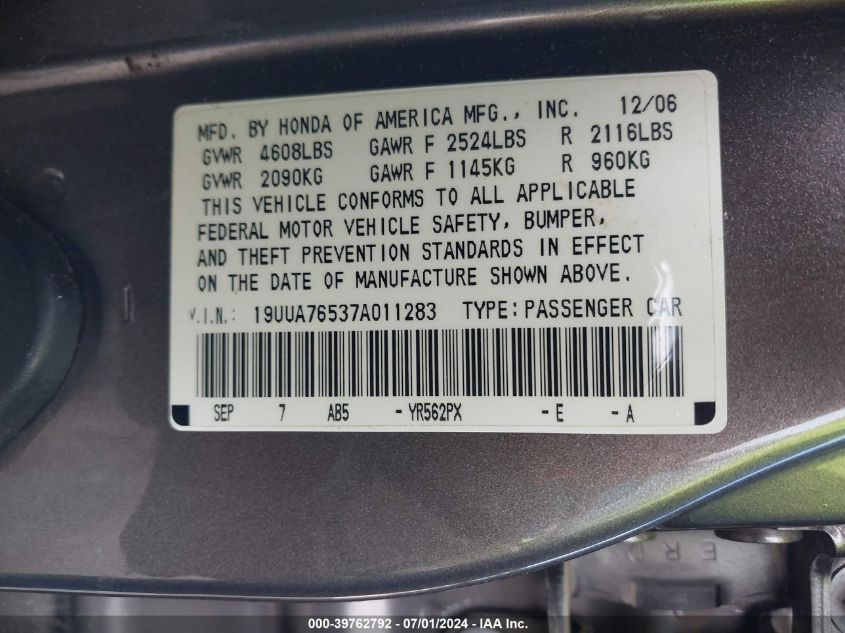 MFD. BY HONDA OF AMERICA MFG., INC. 12/06
GVWR 4608LBS GAWR F 2524LBS R 2116LBS
GVWR 2090KG GAWR F 1145KG R 960KG
THIS VEHICLE CONFORMS TO ALL APPLICABLE
FEDERAL MOTOR VEHICLE SAFETY, BUMPER,
AND THEFT PREVENTION STANDARDS IN EFFECT
ON THE DATE OF MANUFACTURE SHOWN ABOVE.
V.I.N.: 19UUA76537A011283 TYPE: PASSENGER CAR
SEP 7 AB5 - YR562PX - E - A
000-39762792 - 07/01/2024 - IAA Inc.